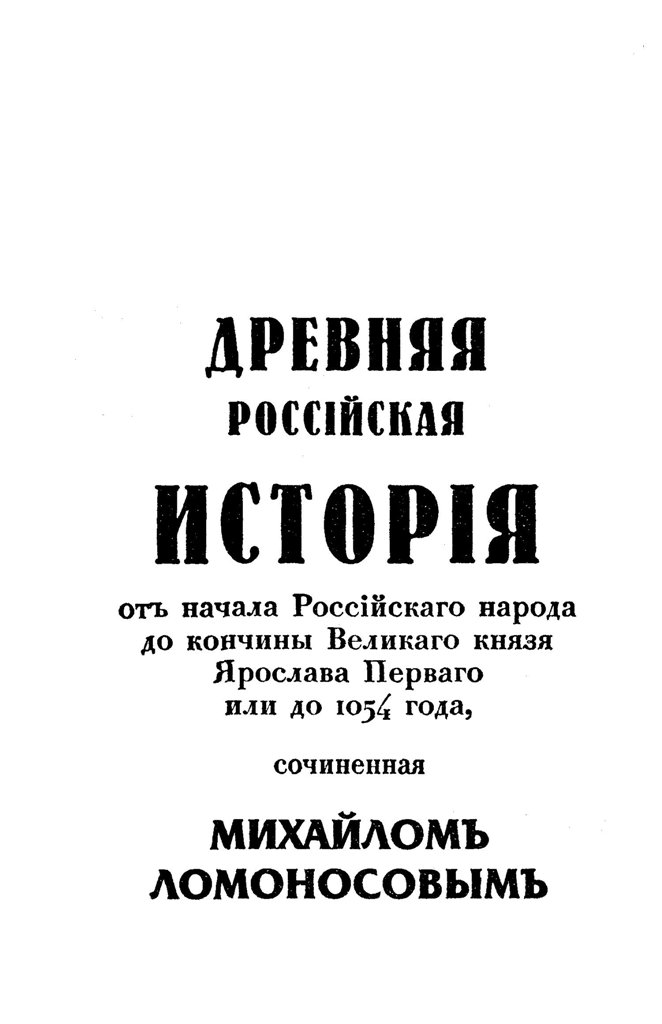 ДРЕВНЯЯ
РОССІЙСКАЯ
ИСТОРІЯ
отъ начала Россійскаго народа
до кончины Великаго князя
Ярослава Перваго
или до 1054 года,
сочиненная
МИХАЙЛОМЪ
ЛОМОНОСОВЫМЪ